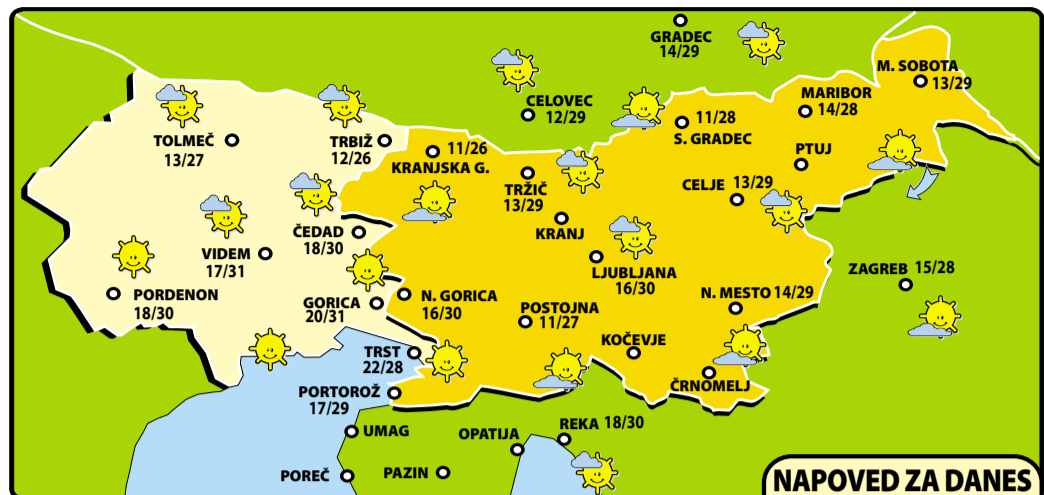 GRADEC
14/29
M. SOBOTA
13/29
CELOVEC
12/29
MARIBOR
14/28
11/28
S. GRADEC
TOLMEČ
13/27
TRBIŽ
12/26
11/26
KRANJSKA G.
PTUJ
TRŽIČ
13/29
CELJE 13/29
KRANJ
ČEDAD
18/30
VIDEM
17/31
LJUBLJANA
16/30
ZAGREB 15/28
PORDENON
18/30
GORICA
20/31
N. GORICA
16/30
POSTOJNA
11/27
N. MESTO 14/29
KOČEVJE
TRST
22/28
ČRNOMELJ
PORTOROŽ
17/29
UMAG
OPATIJA
REKA 18/30
POREČ
PAZIN
NAPOVED ZA DANES